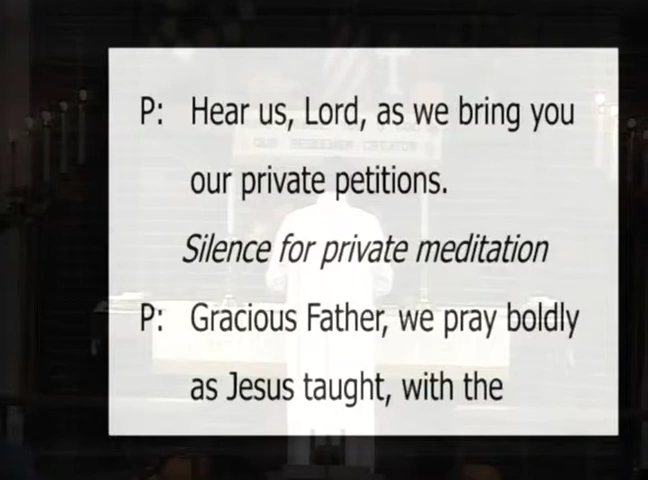 P: Hear us, Lord, as we bring you
our private petitions.
Silence for private meditation
P: Gracious Father, we pray boldly
as Jesus taught, with the